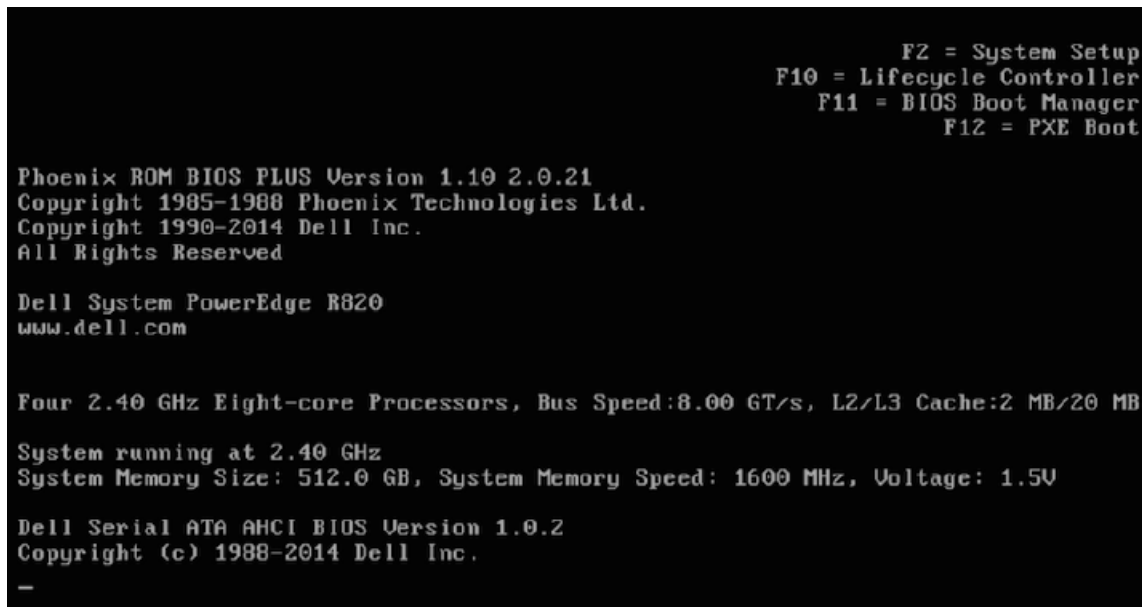 F2 = System Setup
F10 = Lifecycle Controller
F11 = BIOS Boot Manager
F12 = PXE Boot
Phoenix ROM BIOS PLUS Version 1.10 2.0.21
Copyright 1985-1988 Phoenix Technologies Ltd.
Copyright 1990-2014 Dell Inc.
All Rights Reserved
Dell System PowerEdge R820
www.dell.com
Four 2.40 GHz Eight-core Processors, Bus Speed:8.00 GT/s, L2/L3 Cache:2 MB/20 MB
System running at 2.40 GHz
System Memory Size: 512.0 GB, System Memory Speed: 1600 MHz, Voltage: 1.5V
Dell Serial ATA AHCI BIOS Version 1.0.2
Copyright (c) 1988-2014 Dell Inc.